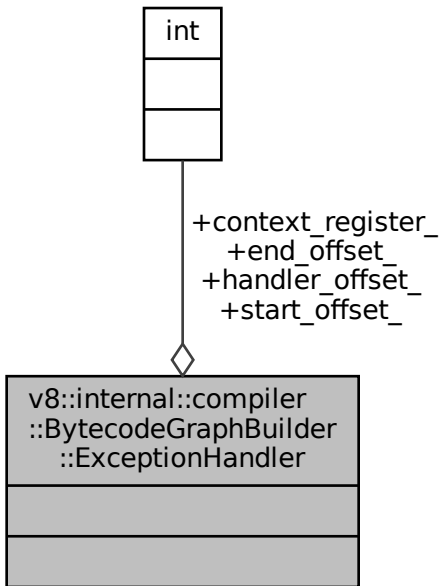 int
+context_register_
+end_offset_
+handler_offset_
+start_offset_
v8::internal::compiler
::BytecodeGraphBuilder
::ExceptionHandler